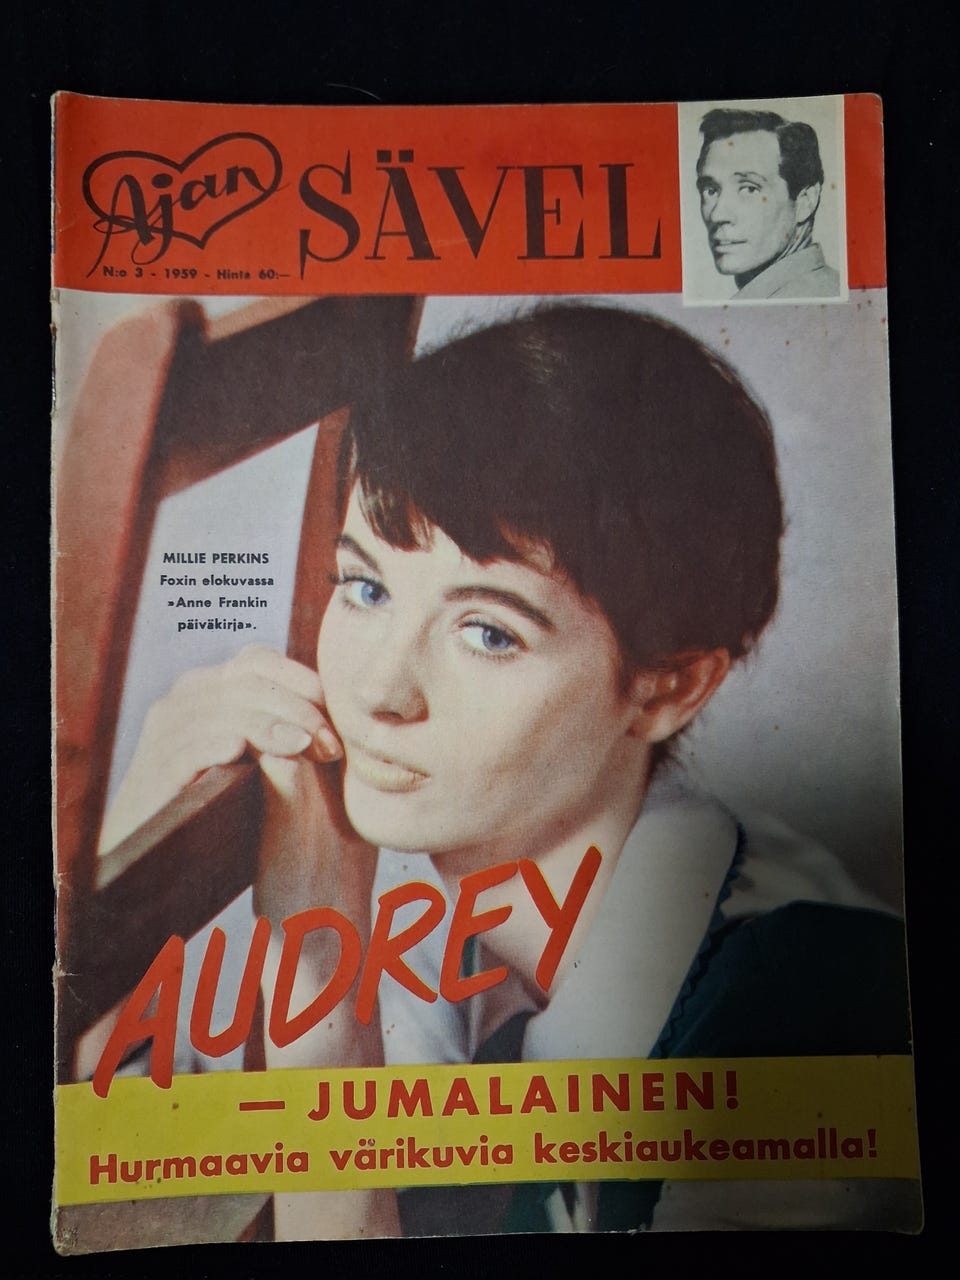 Ajan SÄVEL
N:o 3 - 1959 - Hinta 60:—
MILLIE PERKINS
Foxin elokuvassa
»Anne Frankin
päiväkirja».
AUDREY
— JUMALAINEN!
Hurmaavia värikuvia keskiaukeamalla!